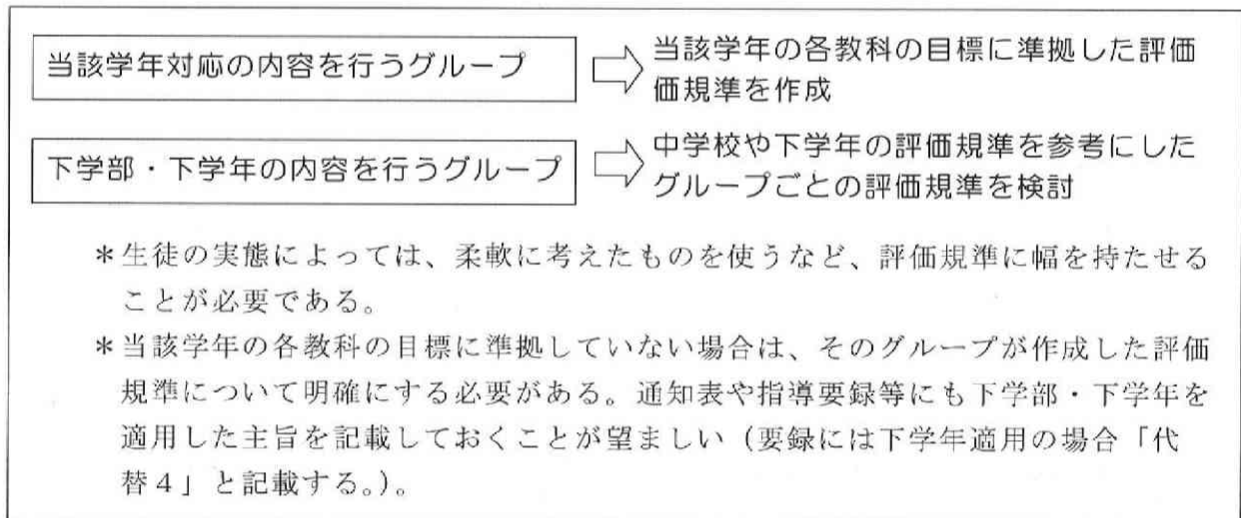 当該学年対応の内容を行うグループ
当該学年の各教科の目標に準拠した評価
価規準を作成
下学部・下学年の内容を行うグループ
中学校や下学年の評価規準を参考にした
グループごとの評価規準を検討
＊生徒の実態によっては、柔軟に考えたものを使うなど、評価規準に幅を持たせる
ことが必要である。
＊当該学年の各教科の目標に準拠していない場合は、そのグループが作成した評価
規準について明確にする必要がある。通知表や指導要録等にも下学部・下学年を
適用した主旨を記載しておくことが望ましい（要録には下学年適用の場合「代
替４」と記載する。）。